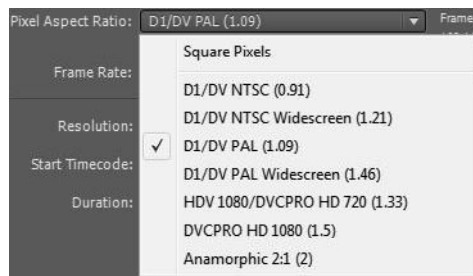 Pixel Aspect Ratio: D1/DV PAL (1.09) Frame
Square Pixels
Frame Rate:
D1/DV NTSC (0.91)
D1/DV NTSC Widescreen (1.21)
Resolution:
✓ D1/DV PAL (1.09)
Start Timecode:
D1/DV PAL Widescreen (1.46)
Duration:
HDV 1080/DVCPRO HD 720 (1.33)
DVCPRO HD 1080 (1.5)
Anamorphic 2:1 (2)